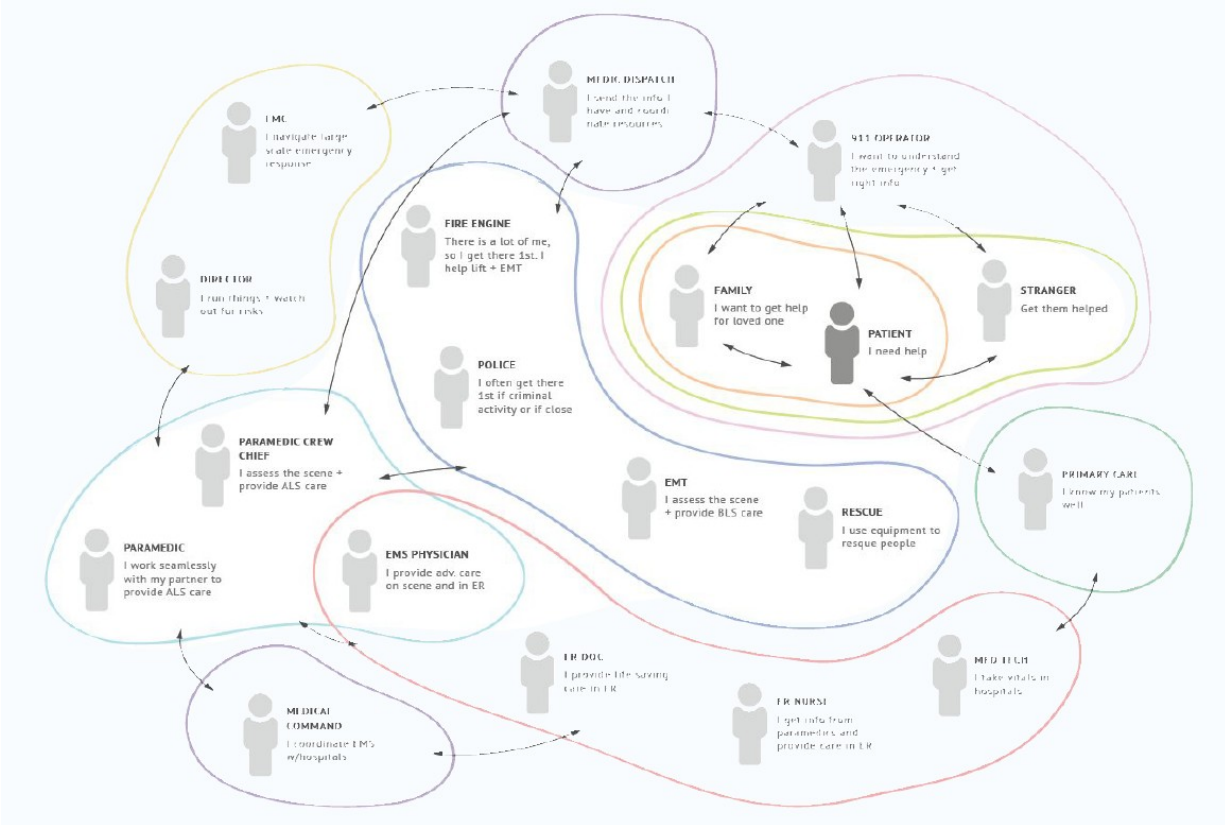 MEDIC DISPATCH
I send the info I
have and coordi
nate resources
EMC
I navigate large
scale emergency
response
911 OPERATOR
I want to understand
the emergency + get
right info
FIRE ENGINE
There is a lot of me,
so I get there 1st. I
help lift + EMT
DIRECTOR
I run things + watch
out for risks
FAMILY
I want to get help
for loved one
STRANGER
Get them helped
PATIENT
I need help
POLICE
I often get there
1st if criminal
activity or if close
PARAMEDIC CREW
CHIEF
I assess the scene +
provide ALS care
EMT
I assess the scene
+ provide BLS care
PRIMARY CARE
I know my patients
well
RESCUE
I use equipment to
resque people
PARAMEDIC
I work seamlessly
with my partner to
provide ALS care
EMS PHYSICIAN
I provide adv. care
on scene and in ER
ER DOC
I provide life saving
care in ER
MED TECH
I take vitals in
hospitals
MEDICAL
COMMAND
I coordinate EMS
w/hospitals
ER NURSE
I get info from
paramedics and
provide care in ER